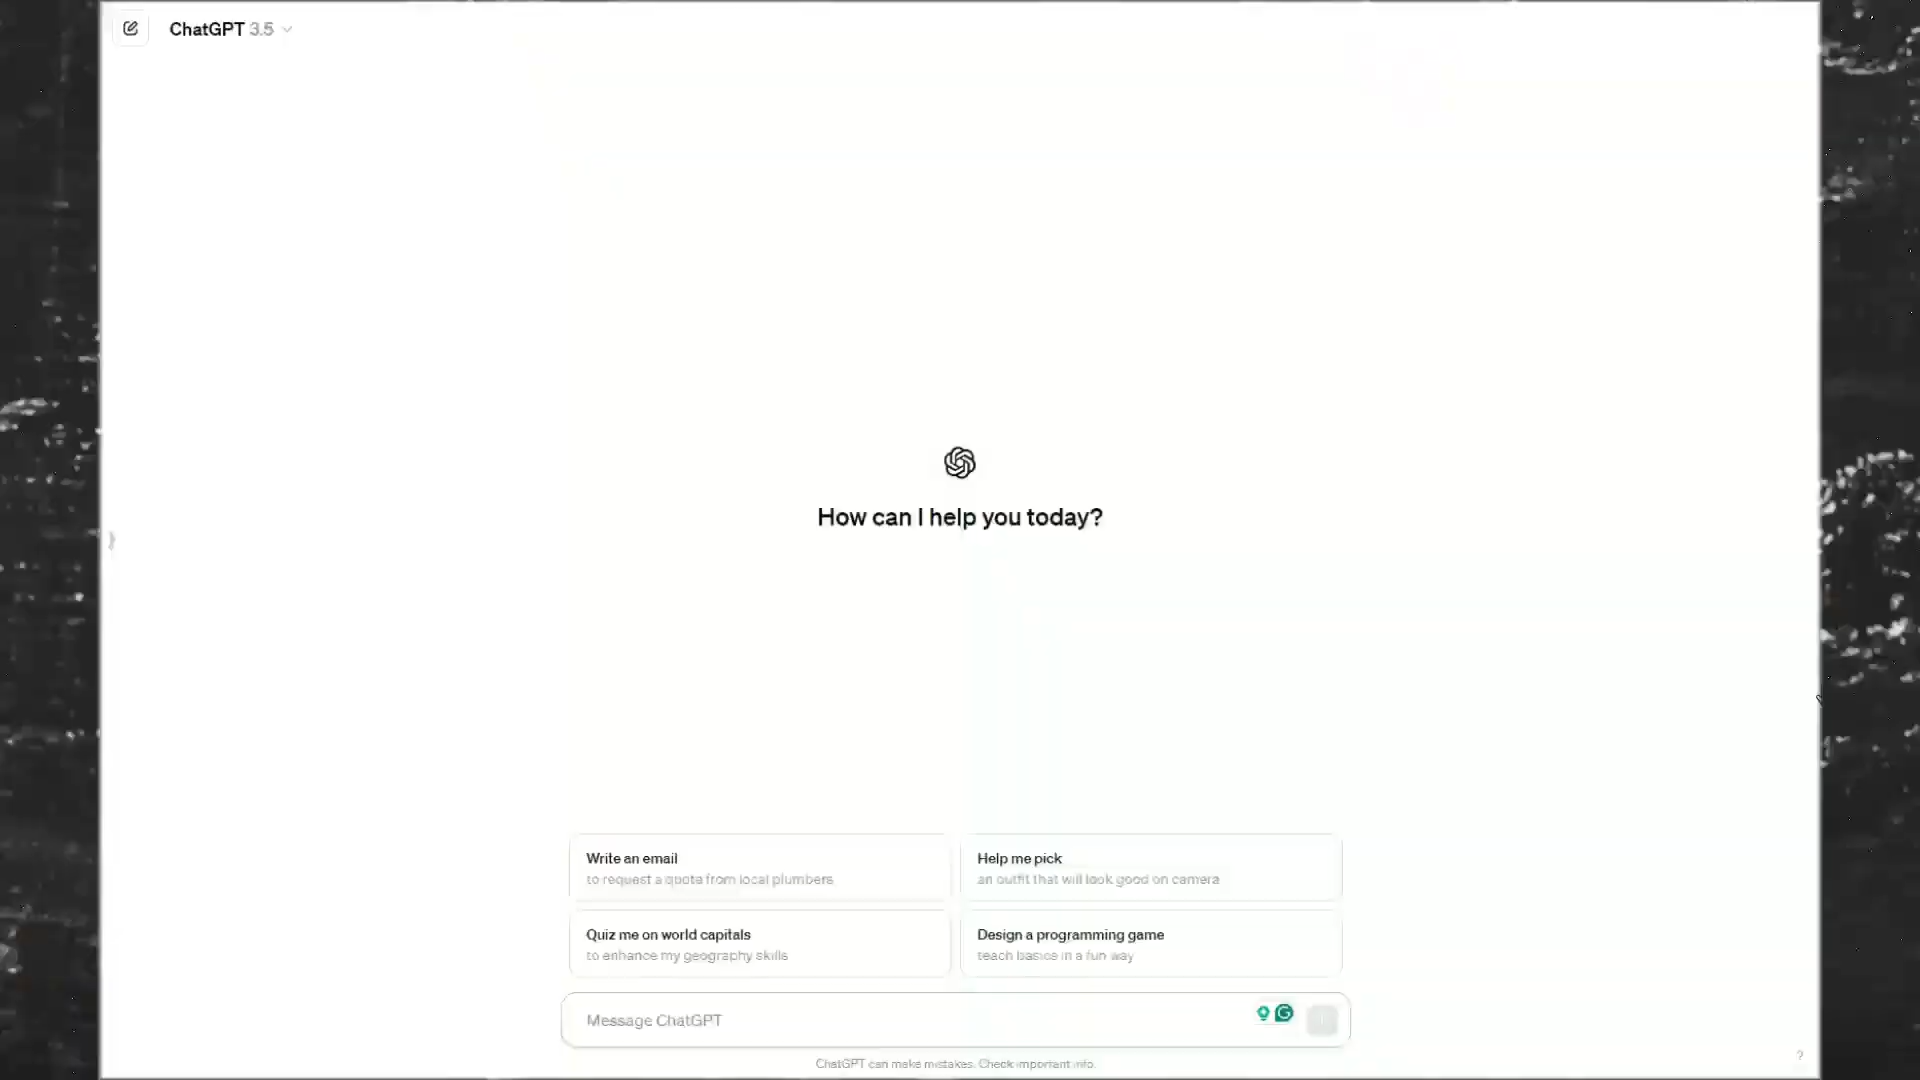 ChatGPT 3.5
How can I help you today?
Write an email
to request a quote from local plumbers
Help me pick
an outfit that will look good on camera
Quiz me on world capitals
to enhance my geography skills
Design a programming game
teach basics in a fun way
Message ChatGPT
ChatGPT can make mistakes. Check important info.
?